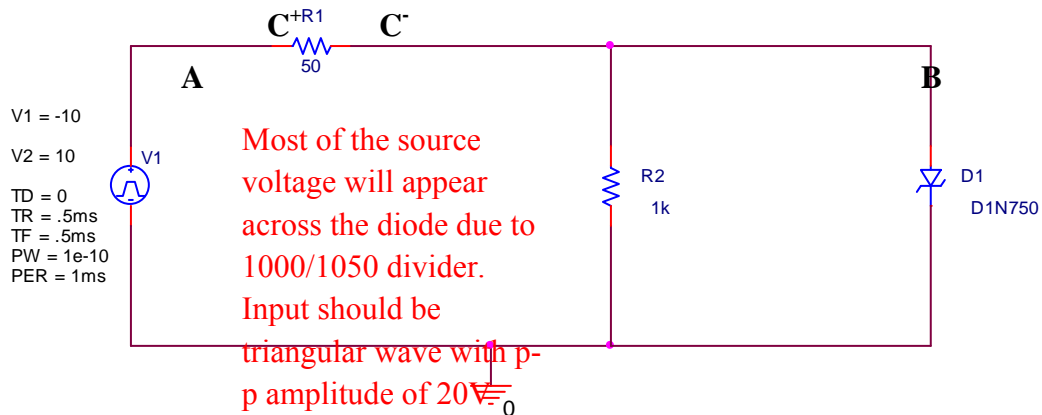 C+ R1 C-
50
A
B
V1 = -10
V2 = 10
TD = 0
TR = .5ms
TF = .5ms
PW = 1e-10
PER = 1ms
V1
Most of the source
voltage will appear
across the diode due to
1000/1050 divider.
Input should be
triangular wave with p-
p amplitude of 20V.
R2
1k
D1
D1N750
0